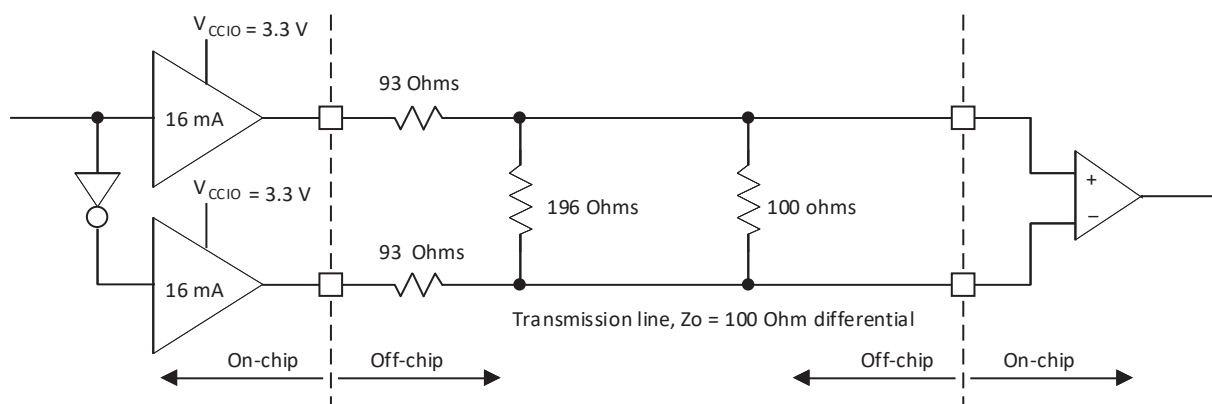 VCCIO = 3.3 V
93 Ohms
16 mA
+
VCCIO = 3.3 V
196 Ohms
100 ohms
−
93 Ohms
16 mA
Transmission line, Zo = 100 Ohm differential
On-chip
Off-chip
Off-chip
On-chip